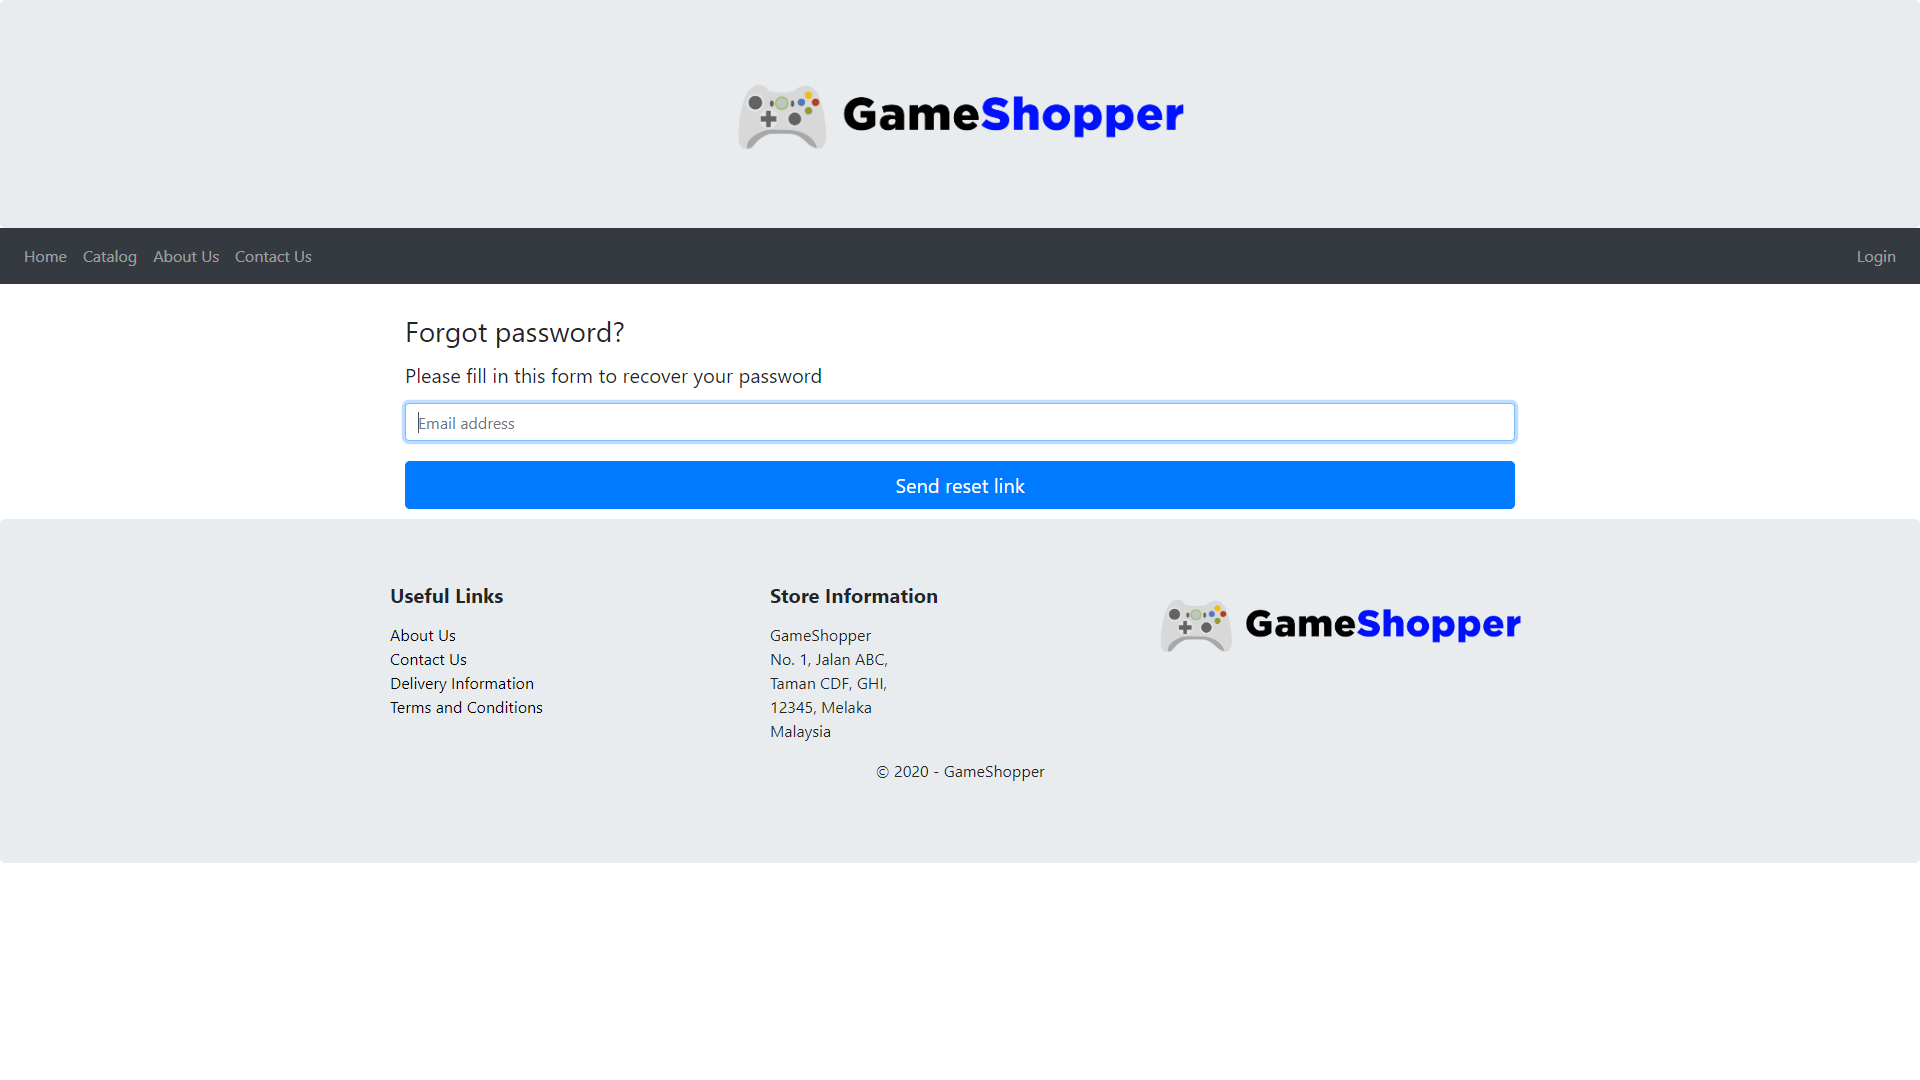 GameShopper
Home Catalog About Us Contact Us Login
Forgot password?
Please fill in this form to recover your password
Email address
Send reset link
Useful Links
About Us
Contact Us
Delivery Information
Terms and Conditions
Store Information
GameShopper
No. 1, Jalan ABC,
Taman CDF, GHI,
12345, Melaka
Malaysia
GameShopper
© 2020 - GameShopper